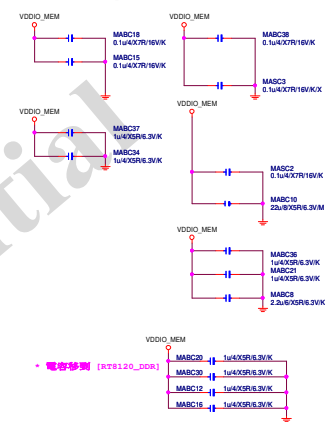 VDDIO_MEM
MABC18
0.1u/4/X7R/16V/K
MABC15
0.1u/4/X7R/16V/K
VDDIO_MEM
MABC38
0.1u/4/X7R/16V/K
MASC3
0.1u/4/X7R/16V/K/X
VDDIO_MEM
MABC37
1u/4/X5R/6.3V/K
MABC34
1u/4/X5R/6.3V/K
VDDIO_MEM
MASC2
0.1u/4/X7R/16V/K
MABC10
22u/8/X5R/6.3V/M
VDDIO_MEM
MABC36
1u/4/X5R/6.3V/K
MABC21
1u/4/X5R/6.3V/K
MABC8
2.2u/6/X5R/6.3V/K
VDDIO_MEM
* 電容移到 [RT8120_DDR]
MABC20 1u/4/X5R/6.3V/K
MABC30 1u/4/X5R/6.3V/K
MABC12 1u/4/X5R/6.3V/K
MABC16 1u/4/X5R/6.3V/K
ntial